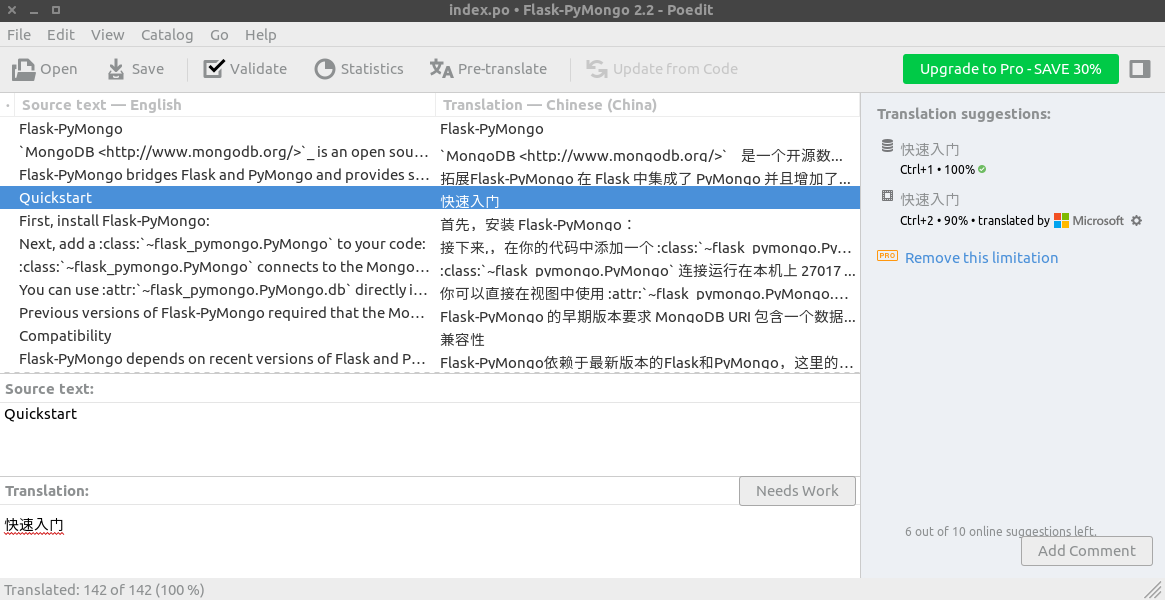 index.po • Flask-PyMongo 2.2 - Poedit
File Edit View Catalog Go Help
Open Save Validate Statistics Pre-translate Update from Code Upgrade to Pro - SAVE 30%
Source text — English Translation — Chinese (China)
Flask-PyMongo Flask-PyMongo
`MongoDB <http://www.mongodb.org/>`_ is an open sou... `MongoDB <http://www.mongodb.org/>` 是一个开源数...
Flask-PyMongo bridges Flask and PyMongo and provides s... 拓展Flask-PyMongo 在 Flask 中集成了 PyMongo 并且增加了...
Quickstart 快速入门
First, install Flask-PyMongo: 首先，安装 Flask-PyMongo：
Next, add a :class:`~flask_pymongo.PyMongo` to your code: 接下来,，在你的代码中添加一个 :class:`~flask_pymongo.Py...
:class:`~flask_pymongo.PyMongo` connects to the Mongo... :class:`~flask_pymongo.PyMongo` 连接运行在本机上 27017 ...
You can use :attr:`~flask_pymongo.PyMongo.db` directly i... 你可以直接在视图中使用 :attr:`~flask_pymongo.PyMongo....
Previous versions of Flask-PyMongo required that the Mo... Flask-PyMongo 的早期版本要求 MongoDB URI 包含一个数据...
Compatibility 兼容性
Flask-PyMongo depends on recent versions of Flask and P... Flask-PyMongo依赖于最新版本的Flask和PyMongo，这里的...
Source text:
Quickstart
Translation: Needs Work
快速入门
Translated: 142 of 142 (100 %)
Translation suggestions:
快速入门
Ctrl+1 • 100%
快速入门
Ctrl+2 • 90% • translated by Microsoft
PRO Remove this limitation
6 out of 10 online suggestions left.
Add Comment